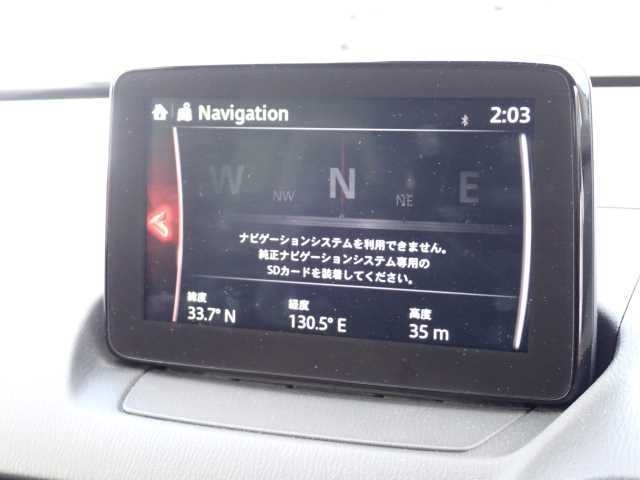 Navigation 2:03
W NW N NE E
ナビゲーションシステムを利用できません。
純正ナビゲーションシステム専用の
SDカードを装着してください。
緯度 経度 高度
33.7° N 130.5° E 35 m